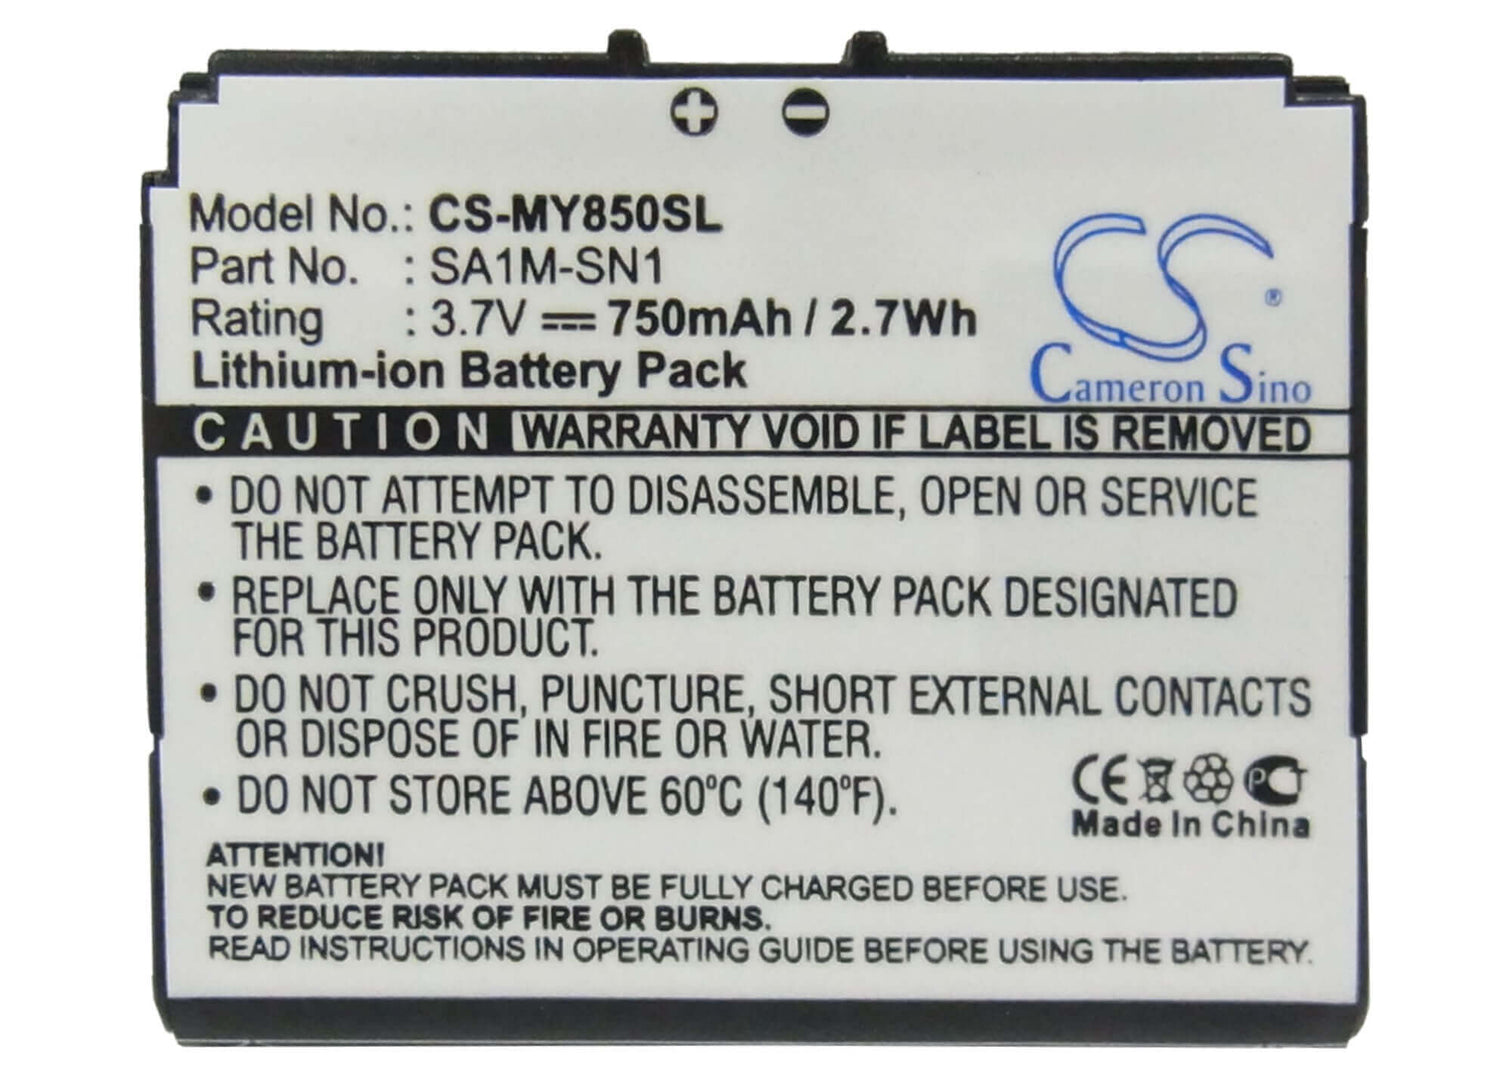 Model No.: CS-MY850SL
Part No. : SA1M-SN1
Rating : 3.7V 750mAh / 2.7Wh
Lithium-ion Battery Pack
CS ®
Cameron Sino
CAUTION WARRANTY VOID IF LABEL IS REMOVED
• DO NOT ATTEMPT TO DISASSEMBLE, OPEN OR SERVICE
THE BATTERY PACK.
• REPLACE ONLY WITH THE BATTERY PACK DESIGNATED
FOR THIS PRODUCT.
• DO NOT CRUSH, PUNCTURE, SHORT EXTERNAL CONTACTS
OR DISPOSE OF IN FIRE OR WATER.
• DO NOT STORE ABOVE 60°C (140°F).
CE PCT
Made In China
ATTENTION!
NEW BATTERY PACK MUST BE FULLY CHARGED BEFORE USE.
TO REDUCE RISK OF FIRE OR BURNS.
READ INSTRUCTIONS IN OPERATING GUIDE BEFORE USING THE BATTERY.